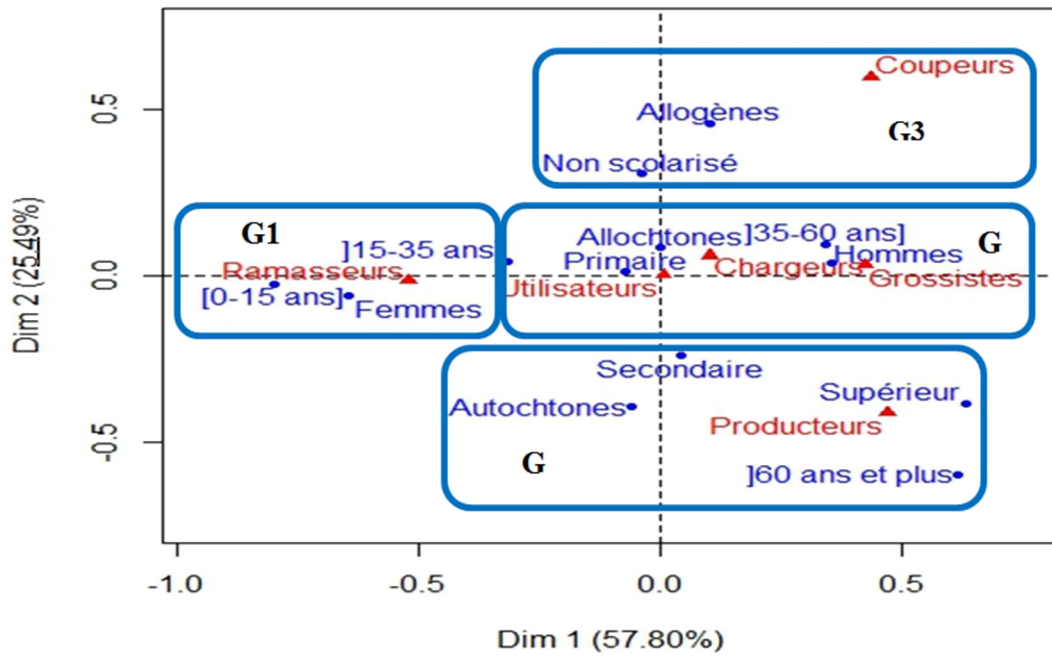 0.5
0.0
-0.5
Dim 2 (25.49%)
Coupeurs
Allogènes
G3
Non scolarisé
G1
]15-35 ans
Ramasseurs
[0-15 ans]
Femmes
Allochtones
]35-60 ans]
G
Primaire
Hommes
Utilisateurs
Chargeurs
Grossistes
Secondaire
Autochtones
Supérieur
Producteurs
G
]60 ans et plus
-1.0 -0.5 0.0 0.5
Dim 1 (57.80%)